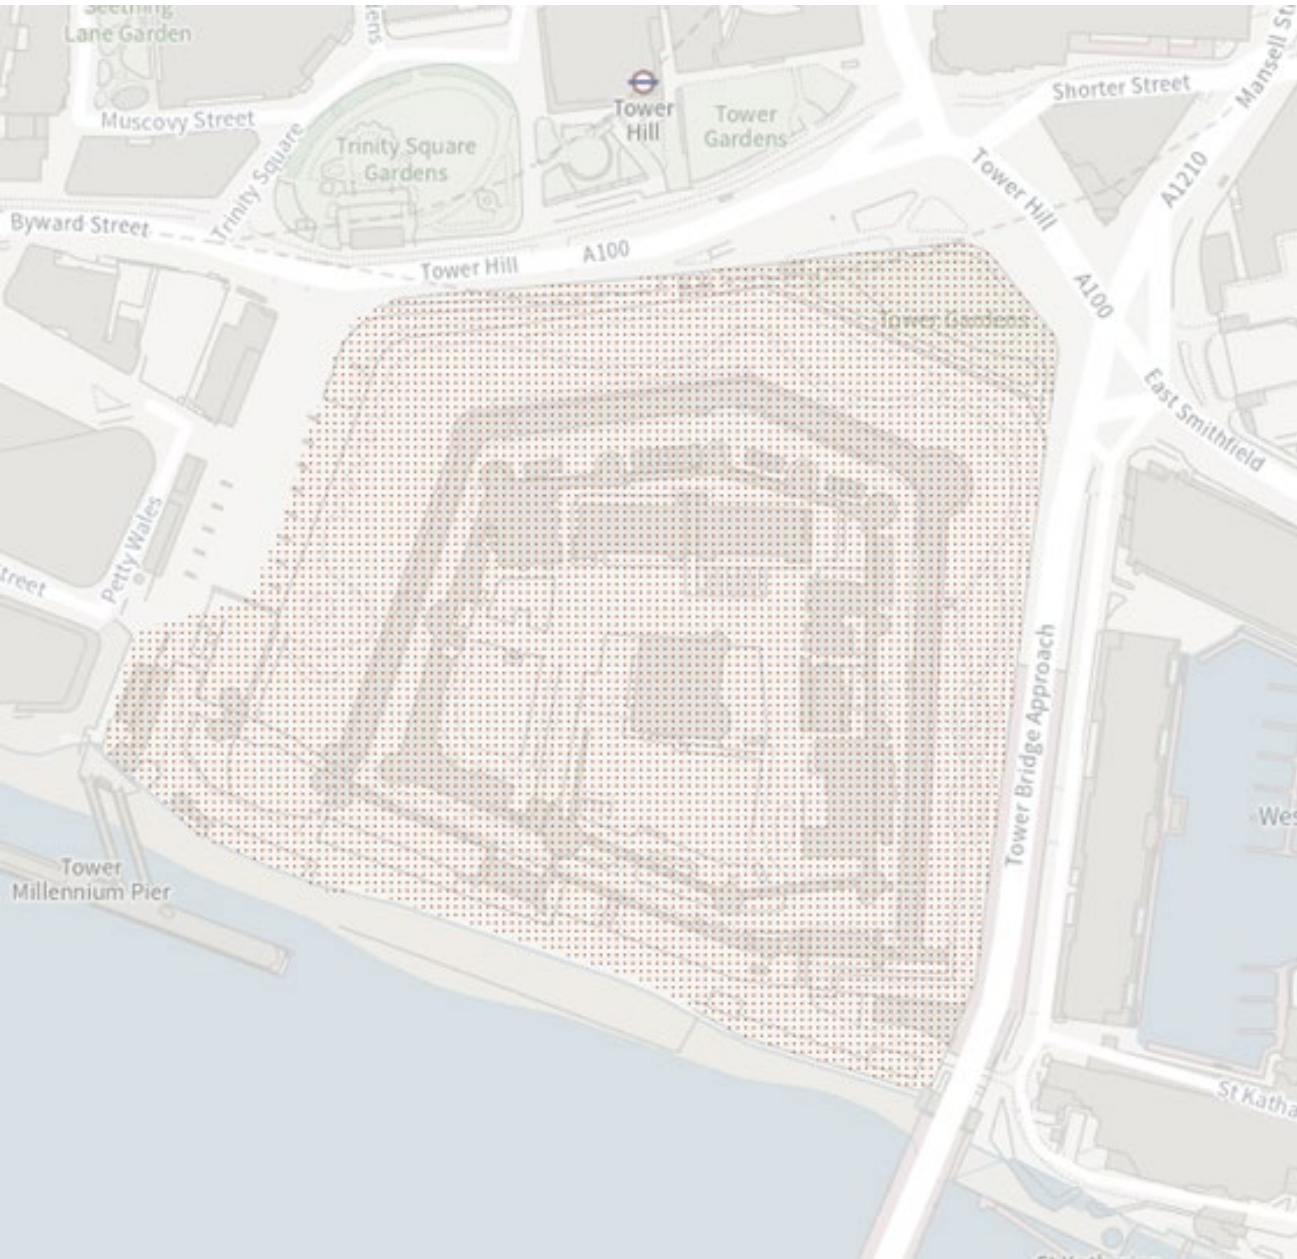 Seething
Lane Garden
Muscovy Street
Trinity Square
Trinity Square
Gardens
Tower
Hill
Tower
Gardens
Shorter Street
Mansell St
Tower Hill
A1210
Byward Street
Tower Hill
A100
A100
Tower Gardens
East Smithfield
Petty Wales
Street
Tower Bridge Approach
Tower
Millennium Pier
St Katha